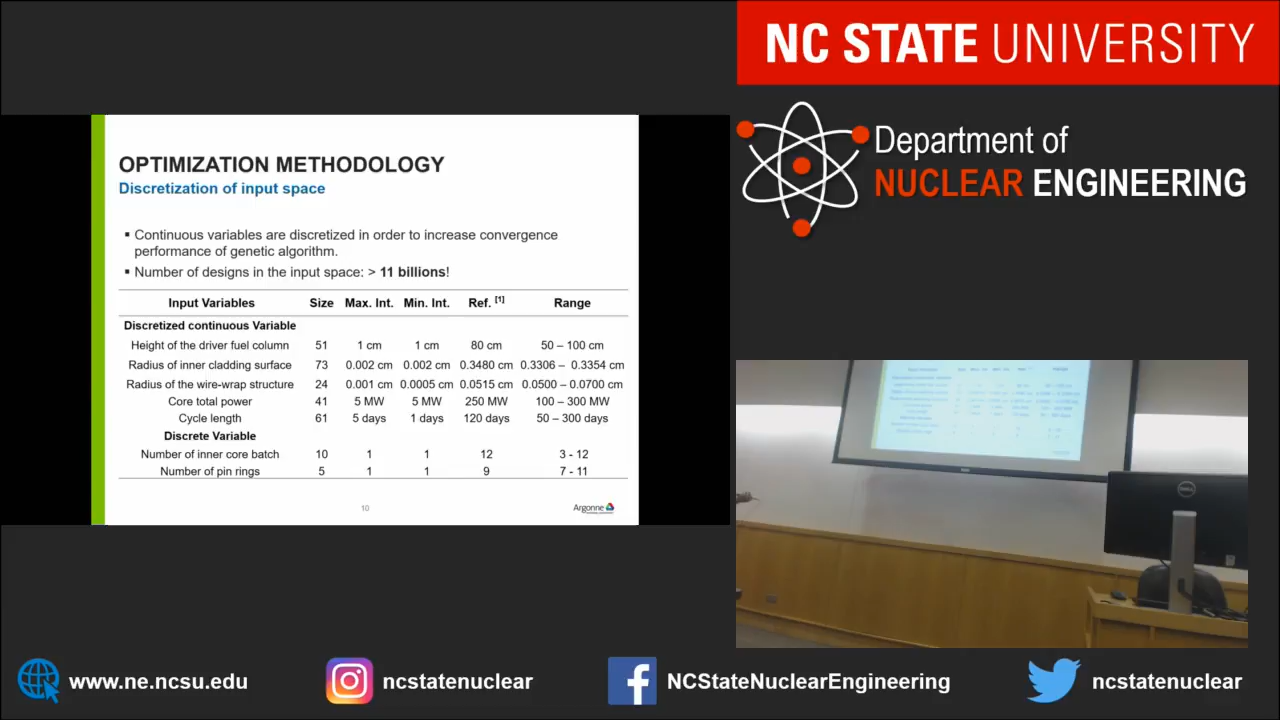 NC STATE UNIVERSITY
Department of
NUCLEAR ENGINEERING
OPTIMIZATION METHODOLOGY
Discretization of input space
▪ Continuous variables are discretized in order to increase convergence
performance of genetic algorithm.
▪ Number of designs in the input space: > 11 billions!
Input Variables Size Max. Int. Min. Int. Ref. [1] Range
Discretized continuous Variable
Height of the driver fuel column 51 1 cm 1 cm 80 cm 50 – 100 cm
Radius of inner cladding surface 73 0.002 cm 0.002 cm 0.3480 cm 0.3306 – 0.3354 cm
Radius of the wire-wrap structure 24 0.001 cm 0.0005 cm 0.0515 cm 0.0500 – 0.0700 cm
Core total power 41 5 MW 5 MW 250 MW 100 – 300 MW
Cycle length 61 5 days 1 days 120 days 50 – 300 days
Discrete Variable
Number of inner core batch 10 1 1 12 3 - 12
Number of pin rings 5 1 1 9 7 - 11
10
Argonne
DELL
www.ne.ncsu.edu
ncstatenuclear
NCStateNuclearEngineering
ncstatenuclear